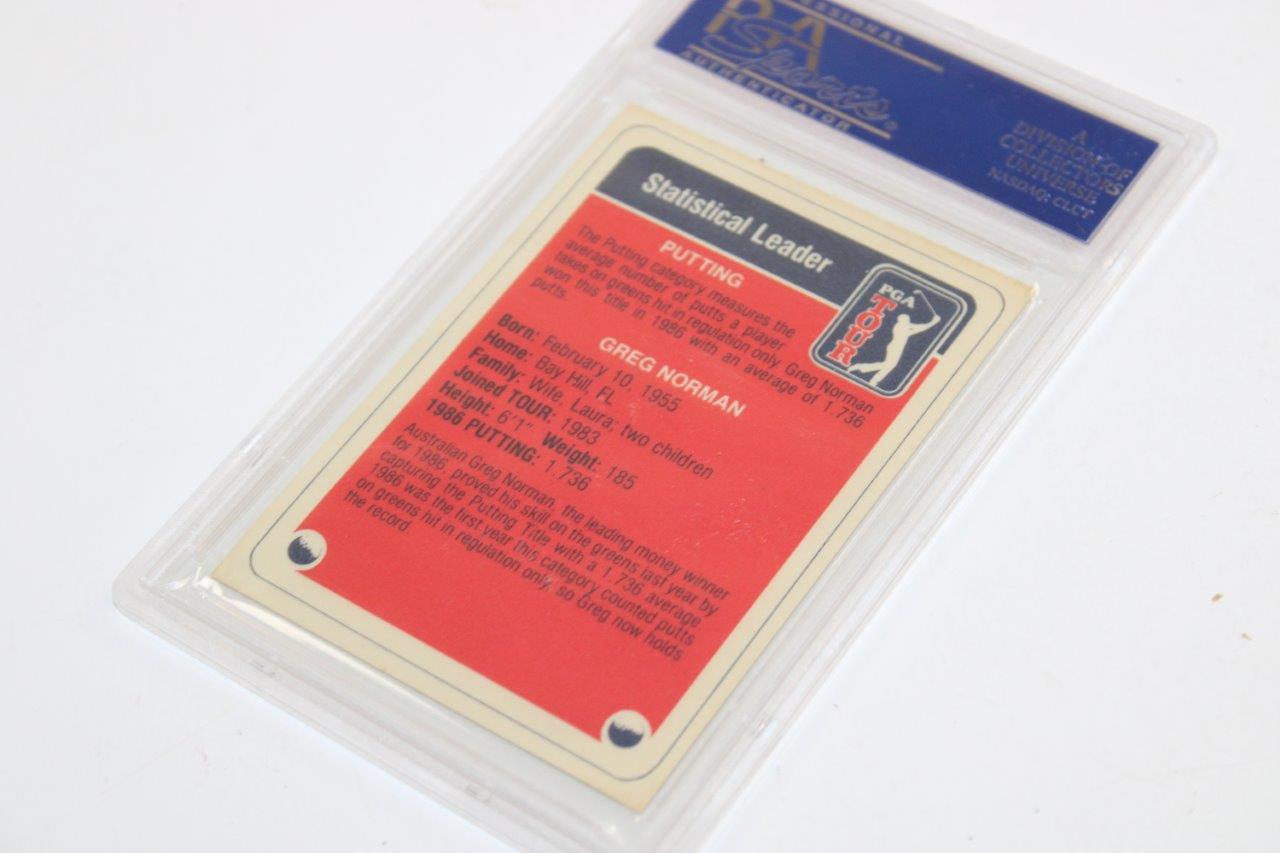 SSIONAL
PSA
Sports®
AUTHENTICATOR
A
DIVISION OF
COLLECTORS
UNIVERSE
NASDAQ: CLCT
Statistical Leader
PGA
TOUR
PUTTING
The Putting category measures the
average number of putts a player
takes on greens hit in regulation only. Greg Norman
won this title in 1986 with an average of 1.736
putts.
GREG NORMAN
Born: February 10, 1955
Home: Bay Hill, FL
Family: Wife, Laura; two children
Joined TOUR: 1983
Height: 6'1" Weight: 185
1986 PUTTING: 1.736
Australian Greg Norman, the leading money winner
for 1986, proved his skill on the greens last year by
capturing the Putting Title with a 1.736 average
1986 was the first year this category counted putts
on greens hit in regulation only, so Greg now holds
the record.